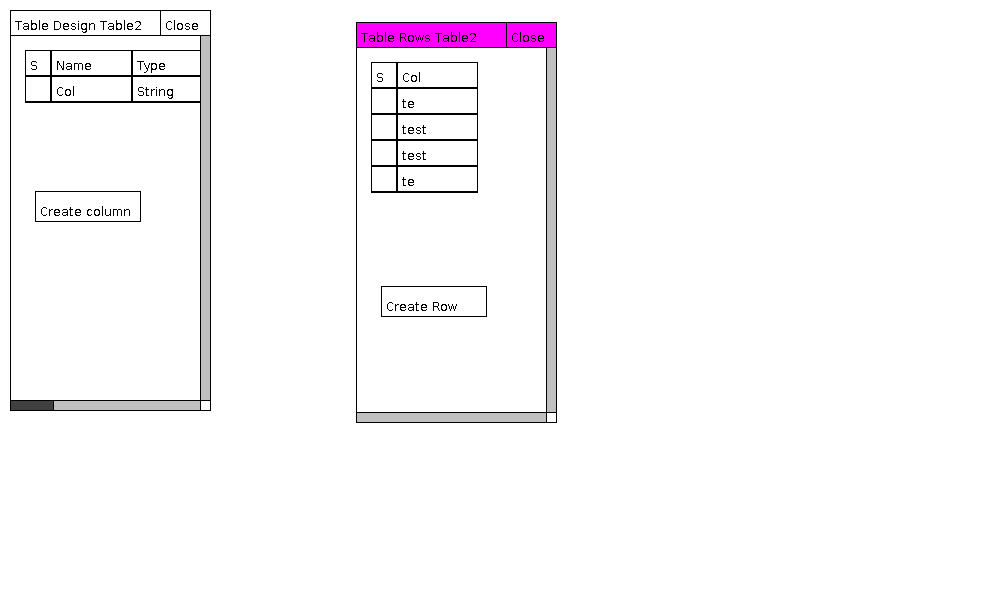 Table Design Table2 Close
S Name Type
Col String
Create column
Table Rows Table2 Close
S Col
te
test
test
te
Create Row